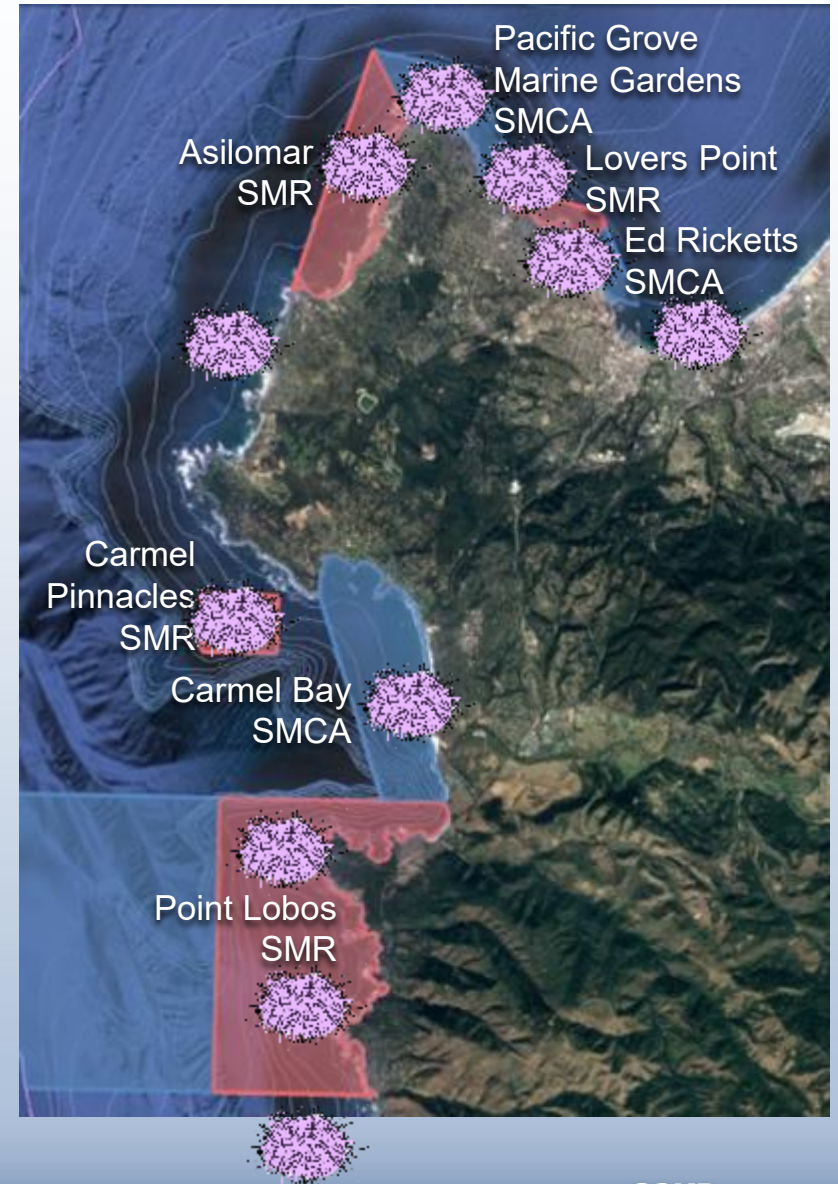 Pacific Grove
Marine Gardens
SMCA
Asilomar
SMR
Lovers Point
SMR
Ed Ricketts
SMCA
Carmel
Pinnacles
SMR
Carmel Bay
SMCA
Point Lobos
SMR